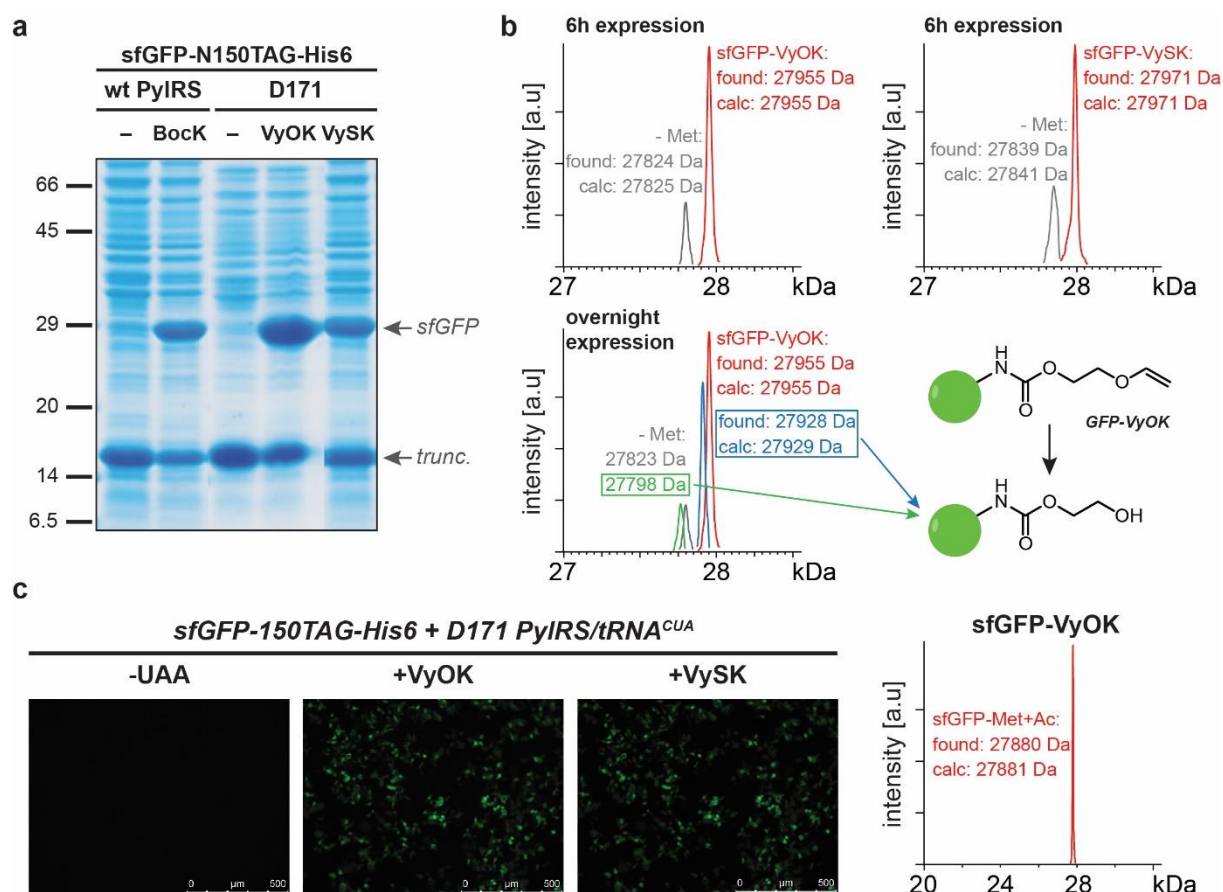 a
sfGFP-N150TAG-His6
wt PylRS D171
– BocK – VyOK VySK
66
45
29
20
14
6.5
sfGFP
trunc.
b
6h expression
intensity [a.u]
sfGFP-VyOK:
found: 27955 Da
calc: 27955 Da
- Met:
found: 27824 Da
calc: 27825 Da
27 28 kDa
6h expression
intensity [a.u]
sfGFP-VySK:
found: 27971 Da
calc: 27971 Da
- Met:
found: 27839 Da
calc: 27841 Da
27 28 kDa
overnight
expression
intensity [a.u]
sfGFP-VyOK:
found: 27955 Da
calc: 27955 Da
found: 27928 Da
calc: 27929 Da
- Met:
27823 Da
27798 Da
27 28 kDa
H
N O O
O
GFP-VyOK
H
N O OH
O
c
sfGFP-150TAG-His6 + D171 PylRS/tRNACUA
-UAA +VyOK +VySK
0 µm 500
0 µm 500
0 µm 500
sfGFP-VyOK
intensity [a.u]
sfGFP-Met+Ac:
found: 27880 Da
calc: 27881 Da
20 24 28 kDa